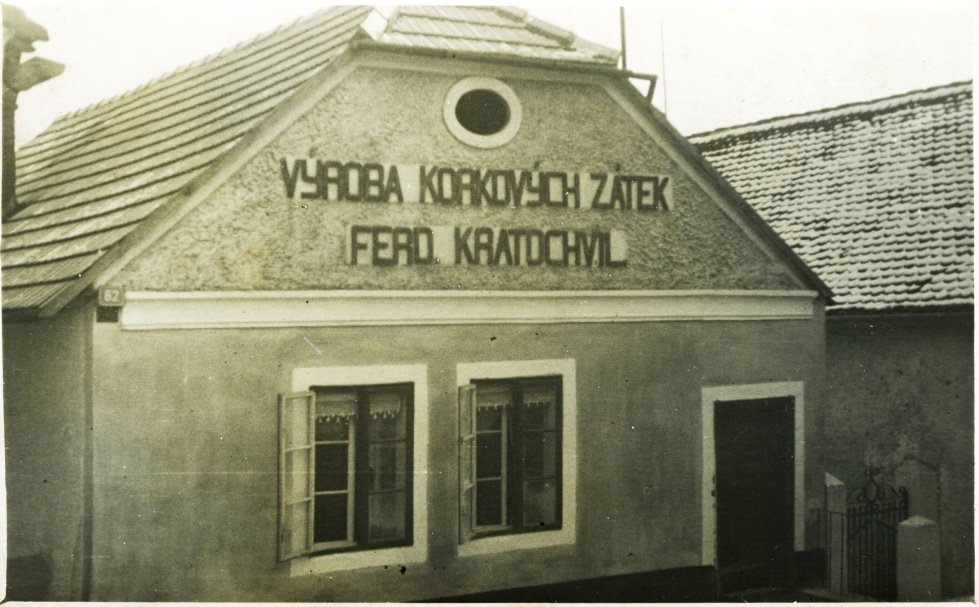 VÝROBA KORKOVÝCH ZÁTEK
FERD. KRATOCHVIL
62